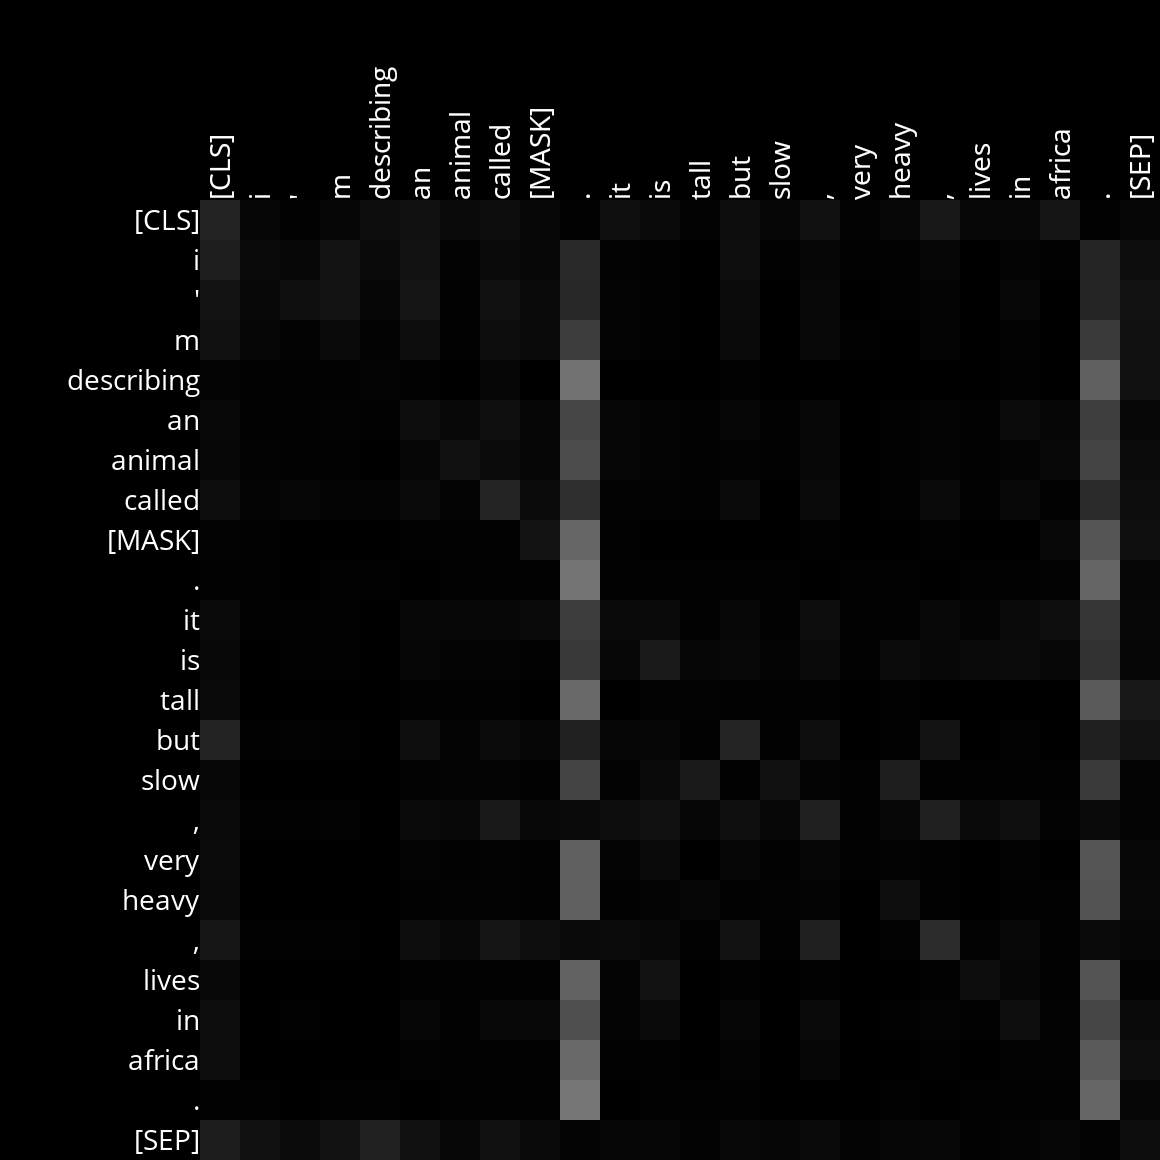 [CLS] i ' m describing an animal called [MASK] . it is tall but slow , very heavy , lives in africa . [SEP]
[CLS]
i
'
m
describing
an
animal
called
[MASK]
.
it
is
tall
but
slow
,
very
heavy
,
lives
in
africa
.
[SEP]